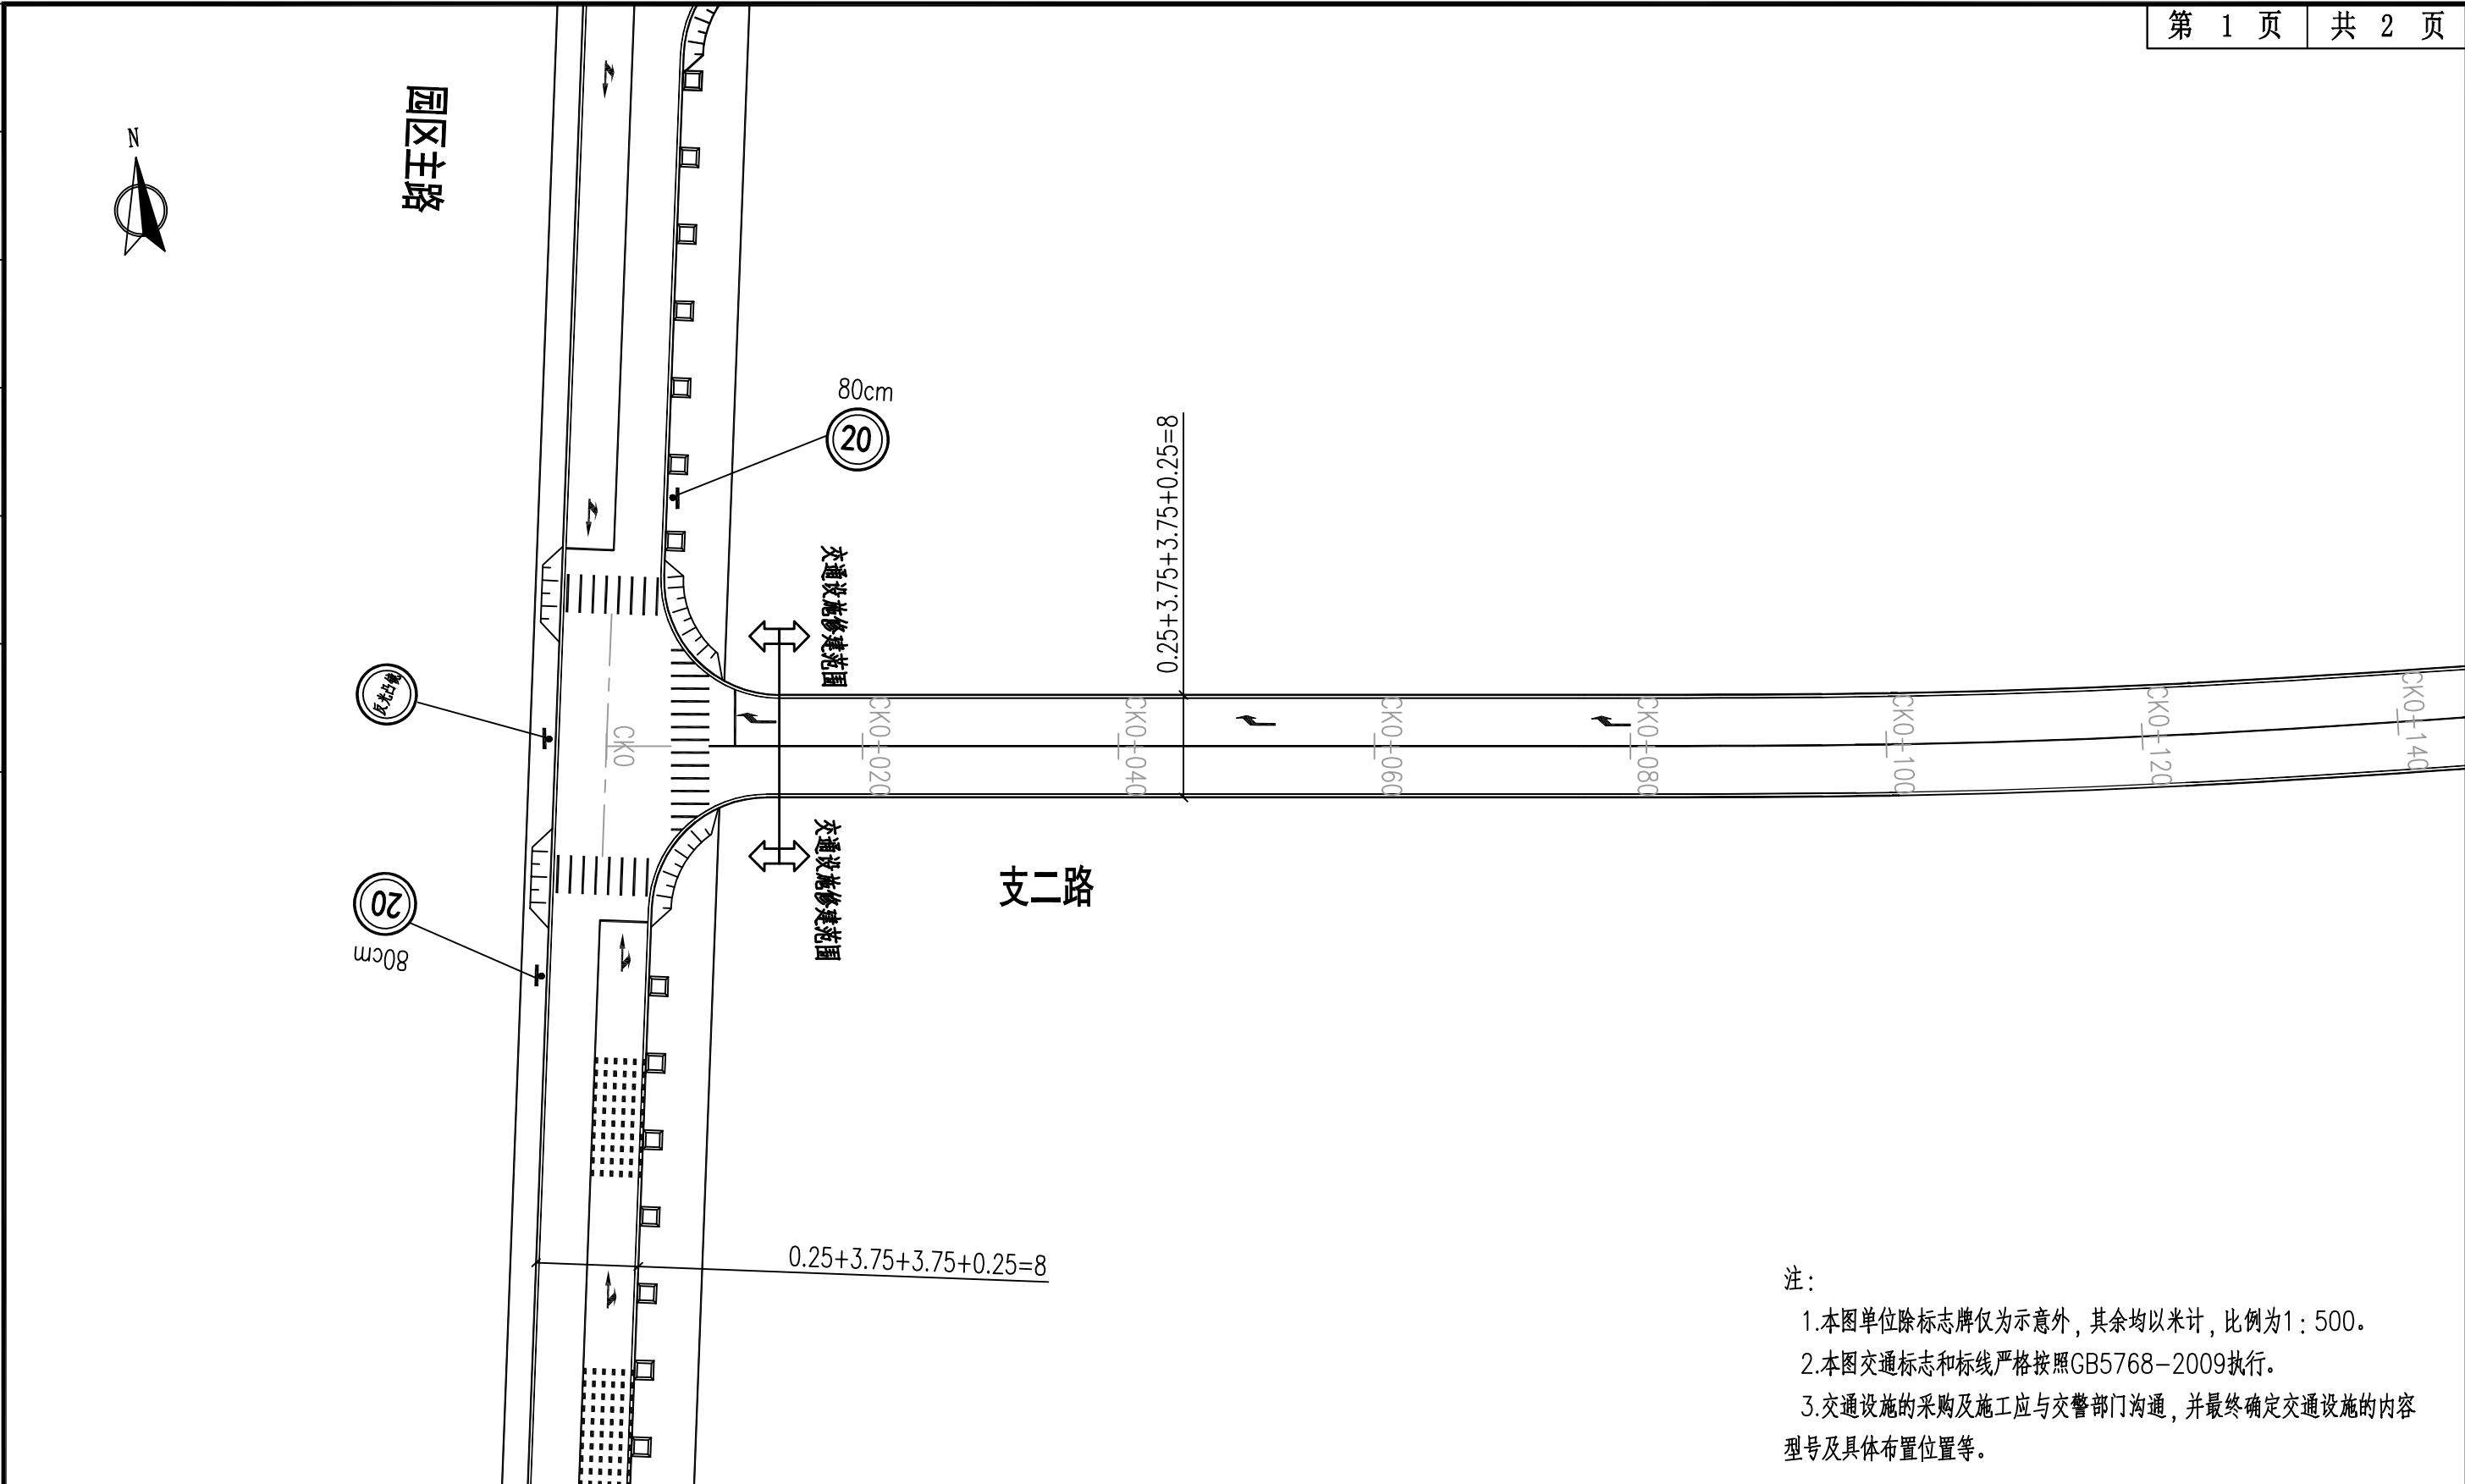 第 1 页 共 2 页
N
园区主路
80cm
20
0.25+3.75+3.75+0.25=8
交通设施修建范围
反光凸镜
CK0
CK0-020
CK0-040
CK0-060
CK0-080
CK0-100
CK0-120
CK0-140
交通设施修建范围
支二路
20
80cm
0.25+3.75+3.75+0.25=8
注:
1.本图单位除标志牌仅为示意外,其余均以米计,比例为1:500。
2.本图交通标志和标线严格按照GB5768-2009执行。
3.交通设施的采购及施工应与交警部门沟通,并最终确定交通设施的内容
型号及具体布置位置等。